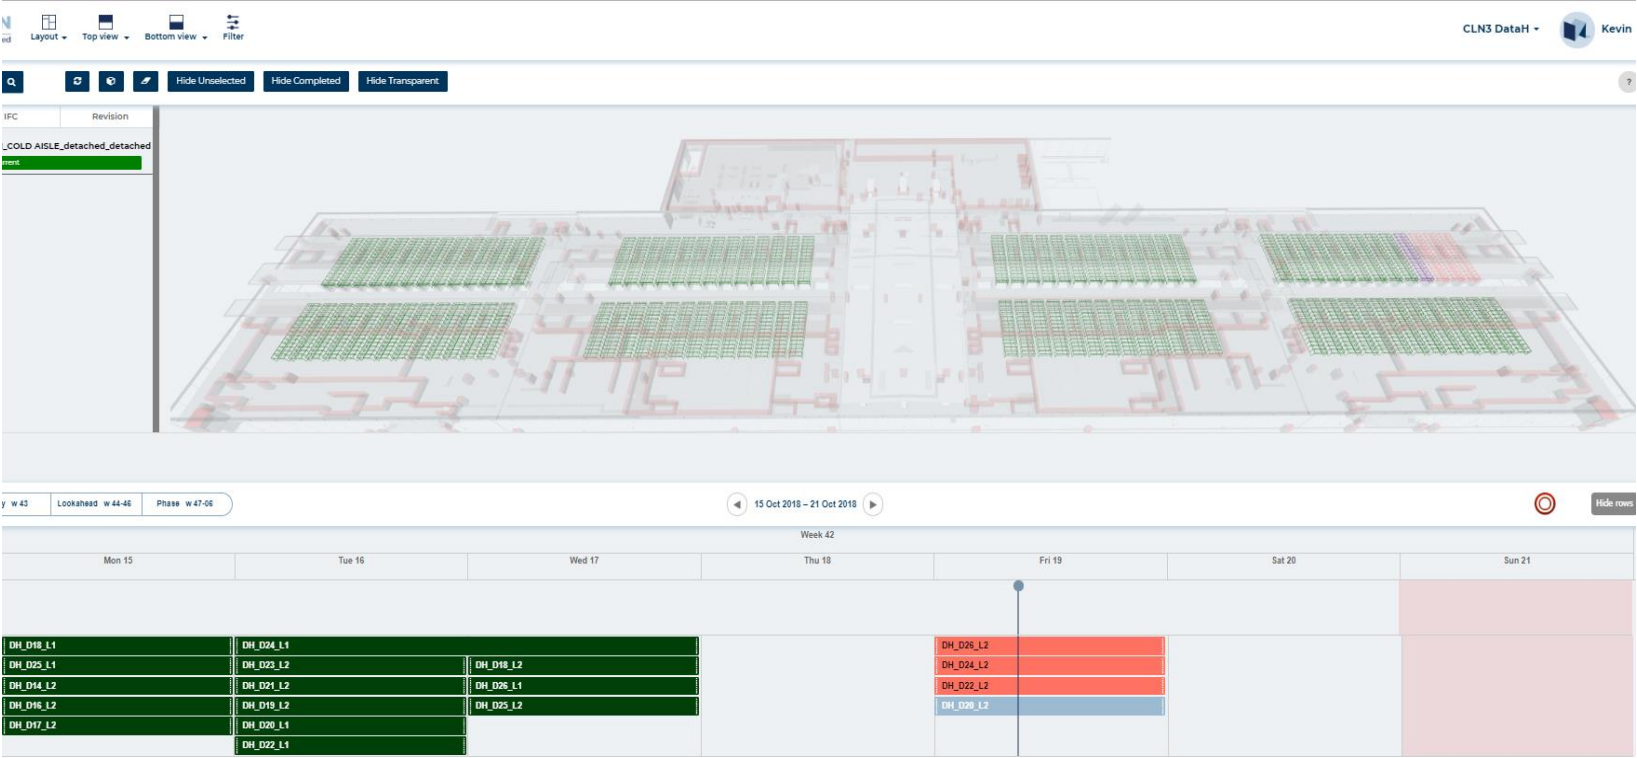 N
ed
Layout
Top view
Bottom view
Filter
CLN3 DataH
Kevin
Hide Unselected
Hide Completed
Hide Transparent
?
IFC
Revision
_COLD AISLE_detached_detached
rrent
y w 43
Lookahead w 44-46
Phase w 47-06
15 Oct 2018 – 21 Oct 2018
Hide rows
Week 42
Mon 15
Tue 16
Wed 17
Thu 18
Fri 19
Sat 20
Sun 21
DH_D18_L1
DH_D24_L1
DH_D26_L2
DH_D25_L1
DH_D23_L2
DH_D18_L2
DH_D24_L2
DH_D14_L2
DH_D21_L2
DH_D26_L1
DH_D22_L2
DH_D16_L2
DH_D19_L2
DH_D25_L2
DH_D20_L2
DH_D17_L2
DH_D20_L1
DH_D22_L1